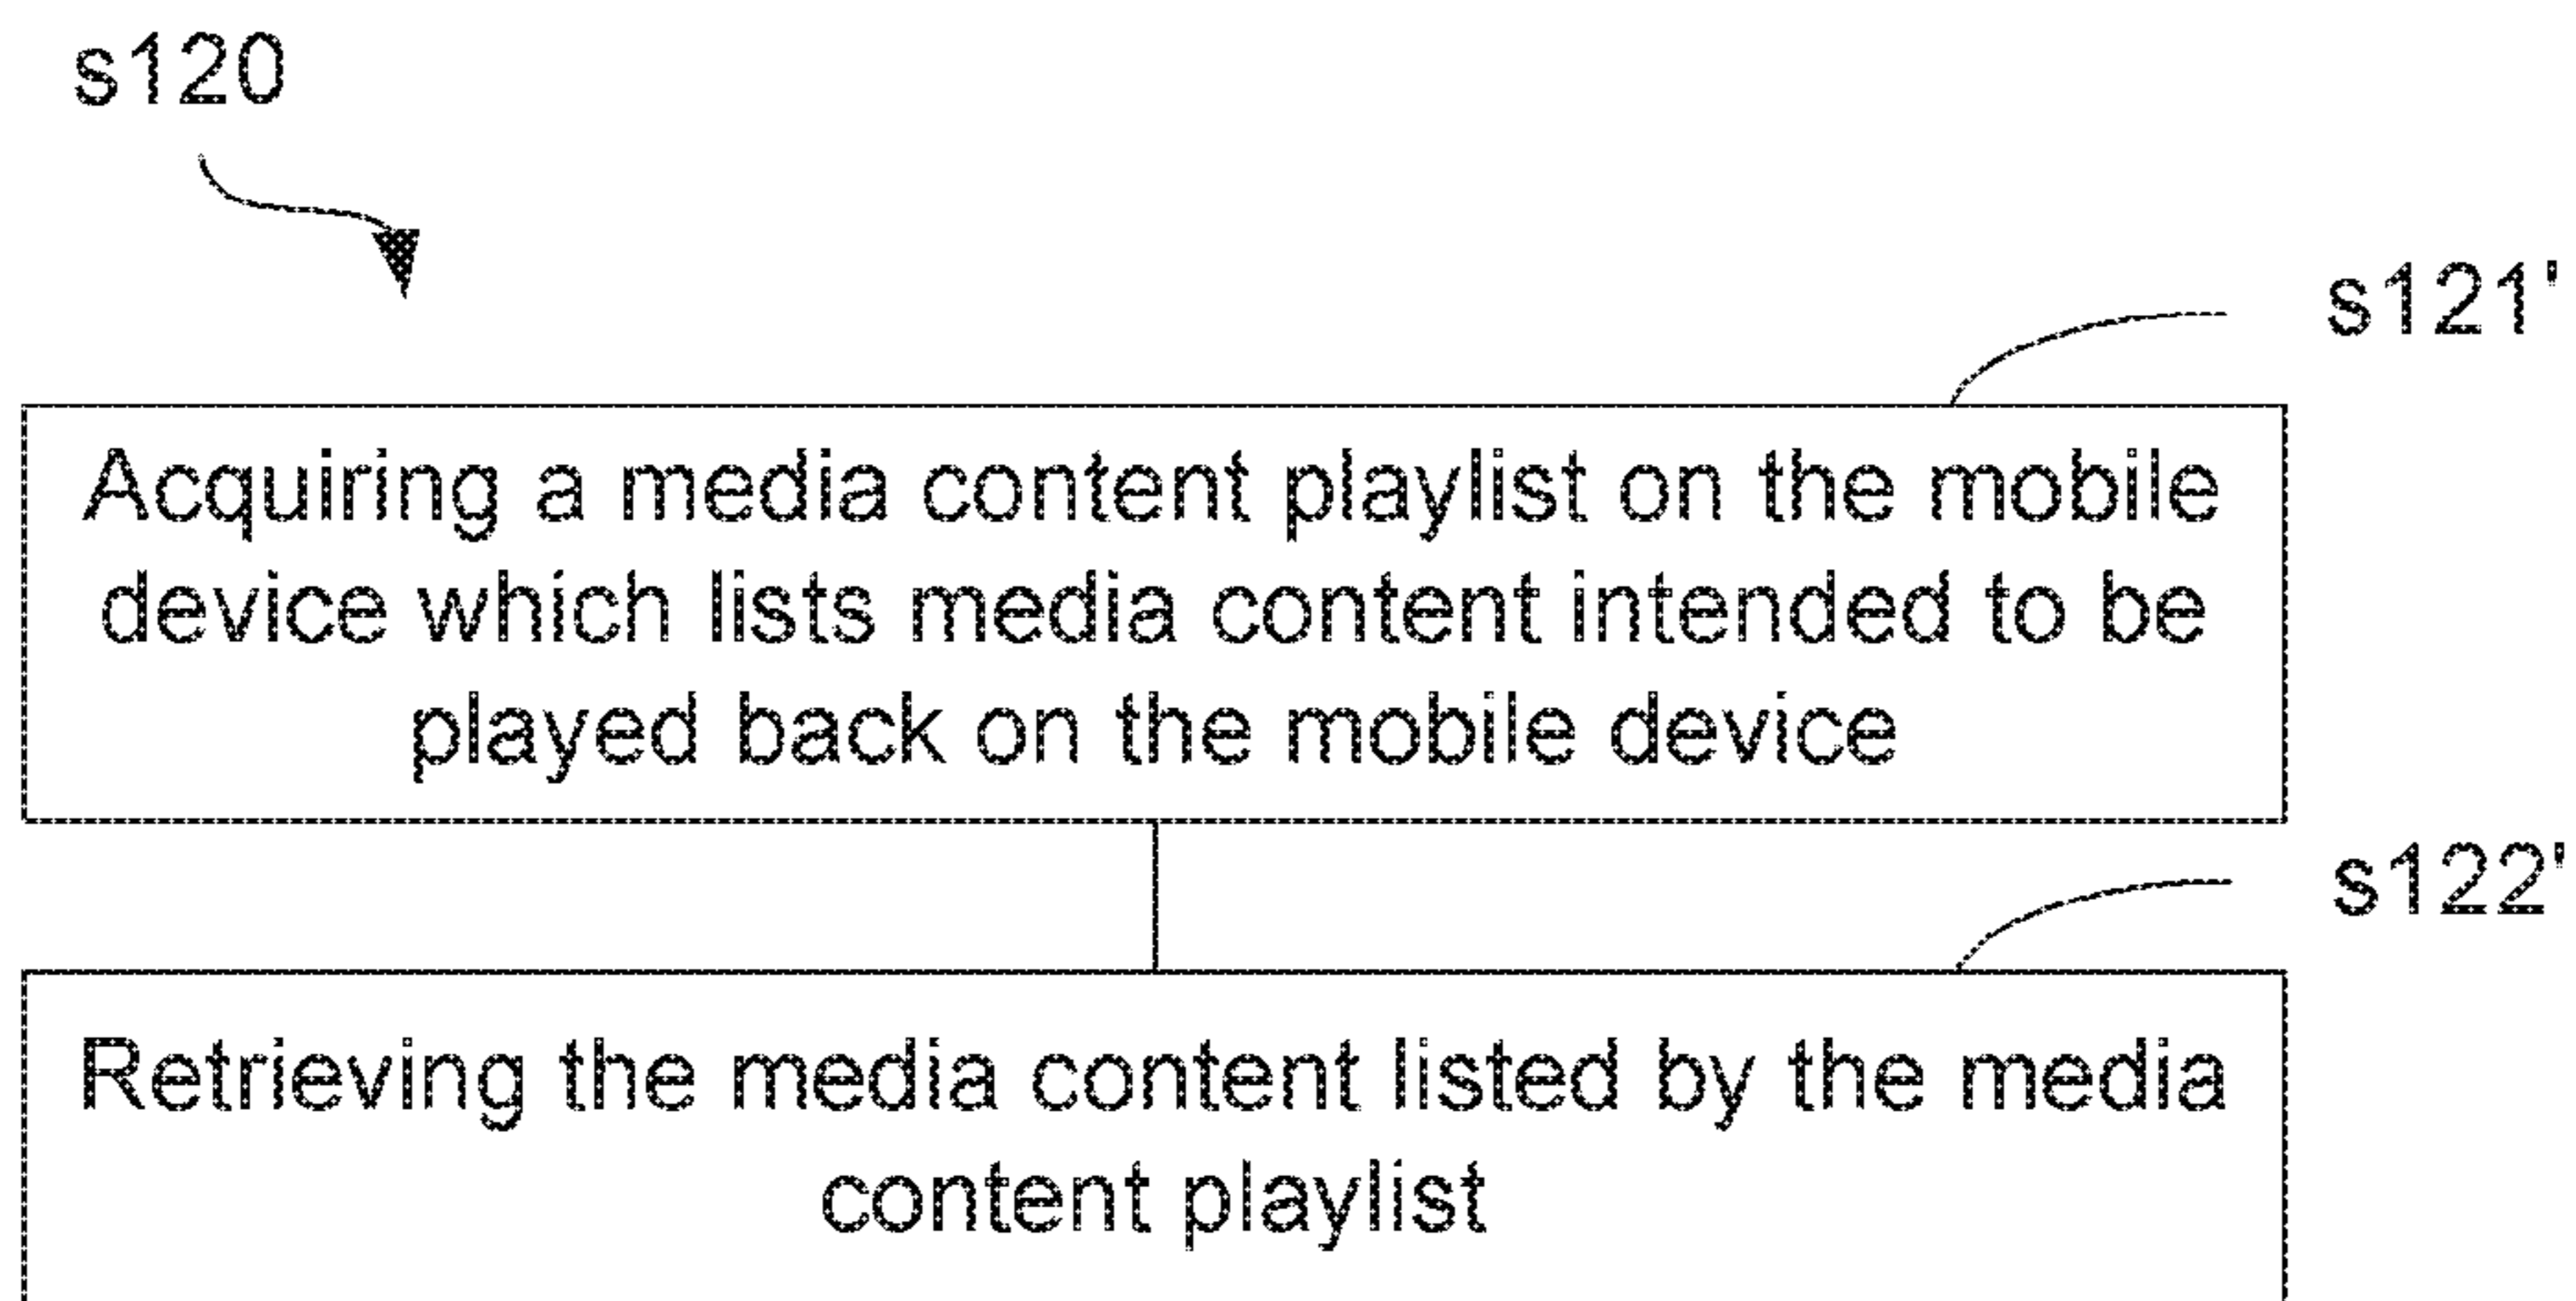 s120
s121'
Acquiring a media content playlist on the mobile
device which lists media content intended to be
played back on the mobile device
s122'
Retrieving the media content listed by the media
content playlist